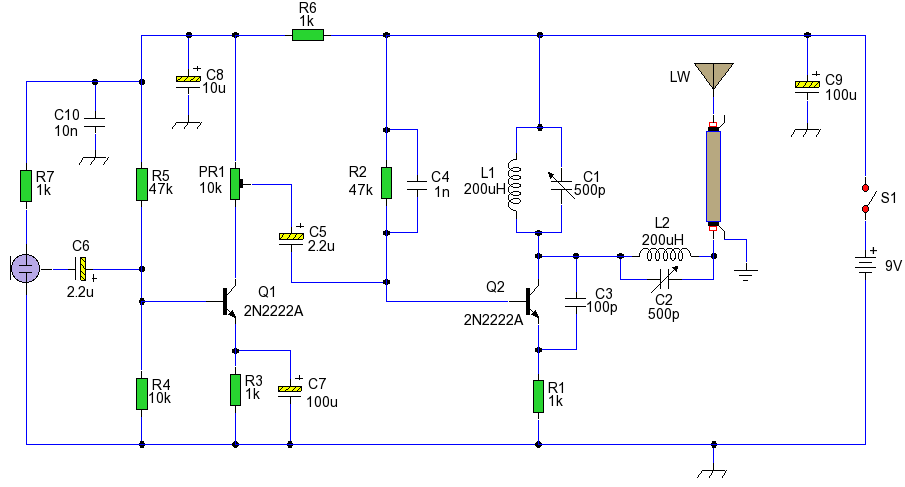 R6
1k
LW
C8
10u
C9
100u
C10
10n
R7
1k
R5
47k
PR1
10k
R2
47k
C4
1n
L1
200uH
C1
500p
S1
+
9V
C6
2.2u
+
C5
2.2u
+
L2
200uH
C2
500p
Q1
2N2222A
Q2
2N2222A
C3
100p
R4
10k
R3
1k
+
C7
100u
R1
1k
+
+